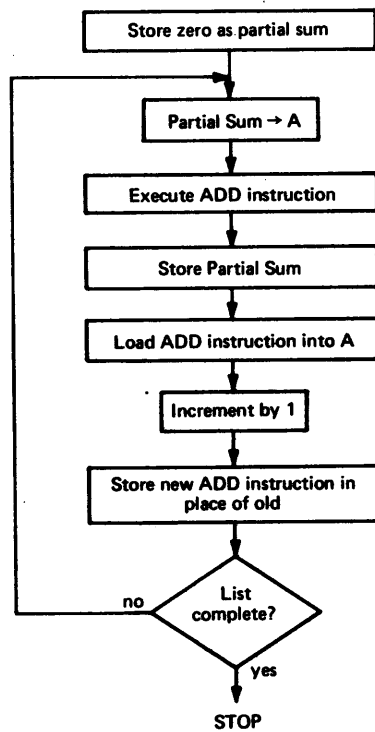 Store zero as partial sum
Partial Sum → A
Execute ADD instruction
Store Partial Sum
Load ADD instruction into A
Increment by 1
Store new ADD instruction in
place of old
List
complete?
no
yes
STOP